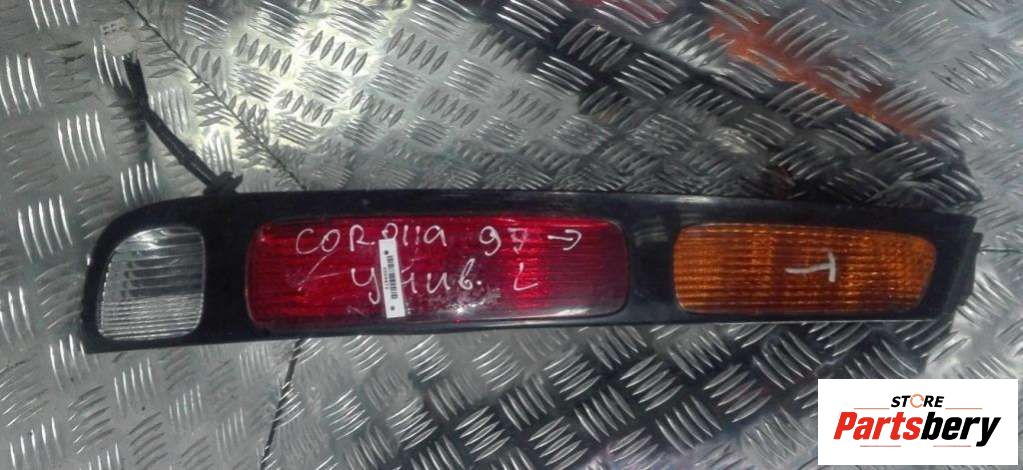 COROlla 97 →
Унив. L
T
STORE
Partsbery